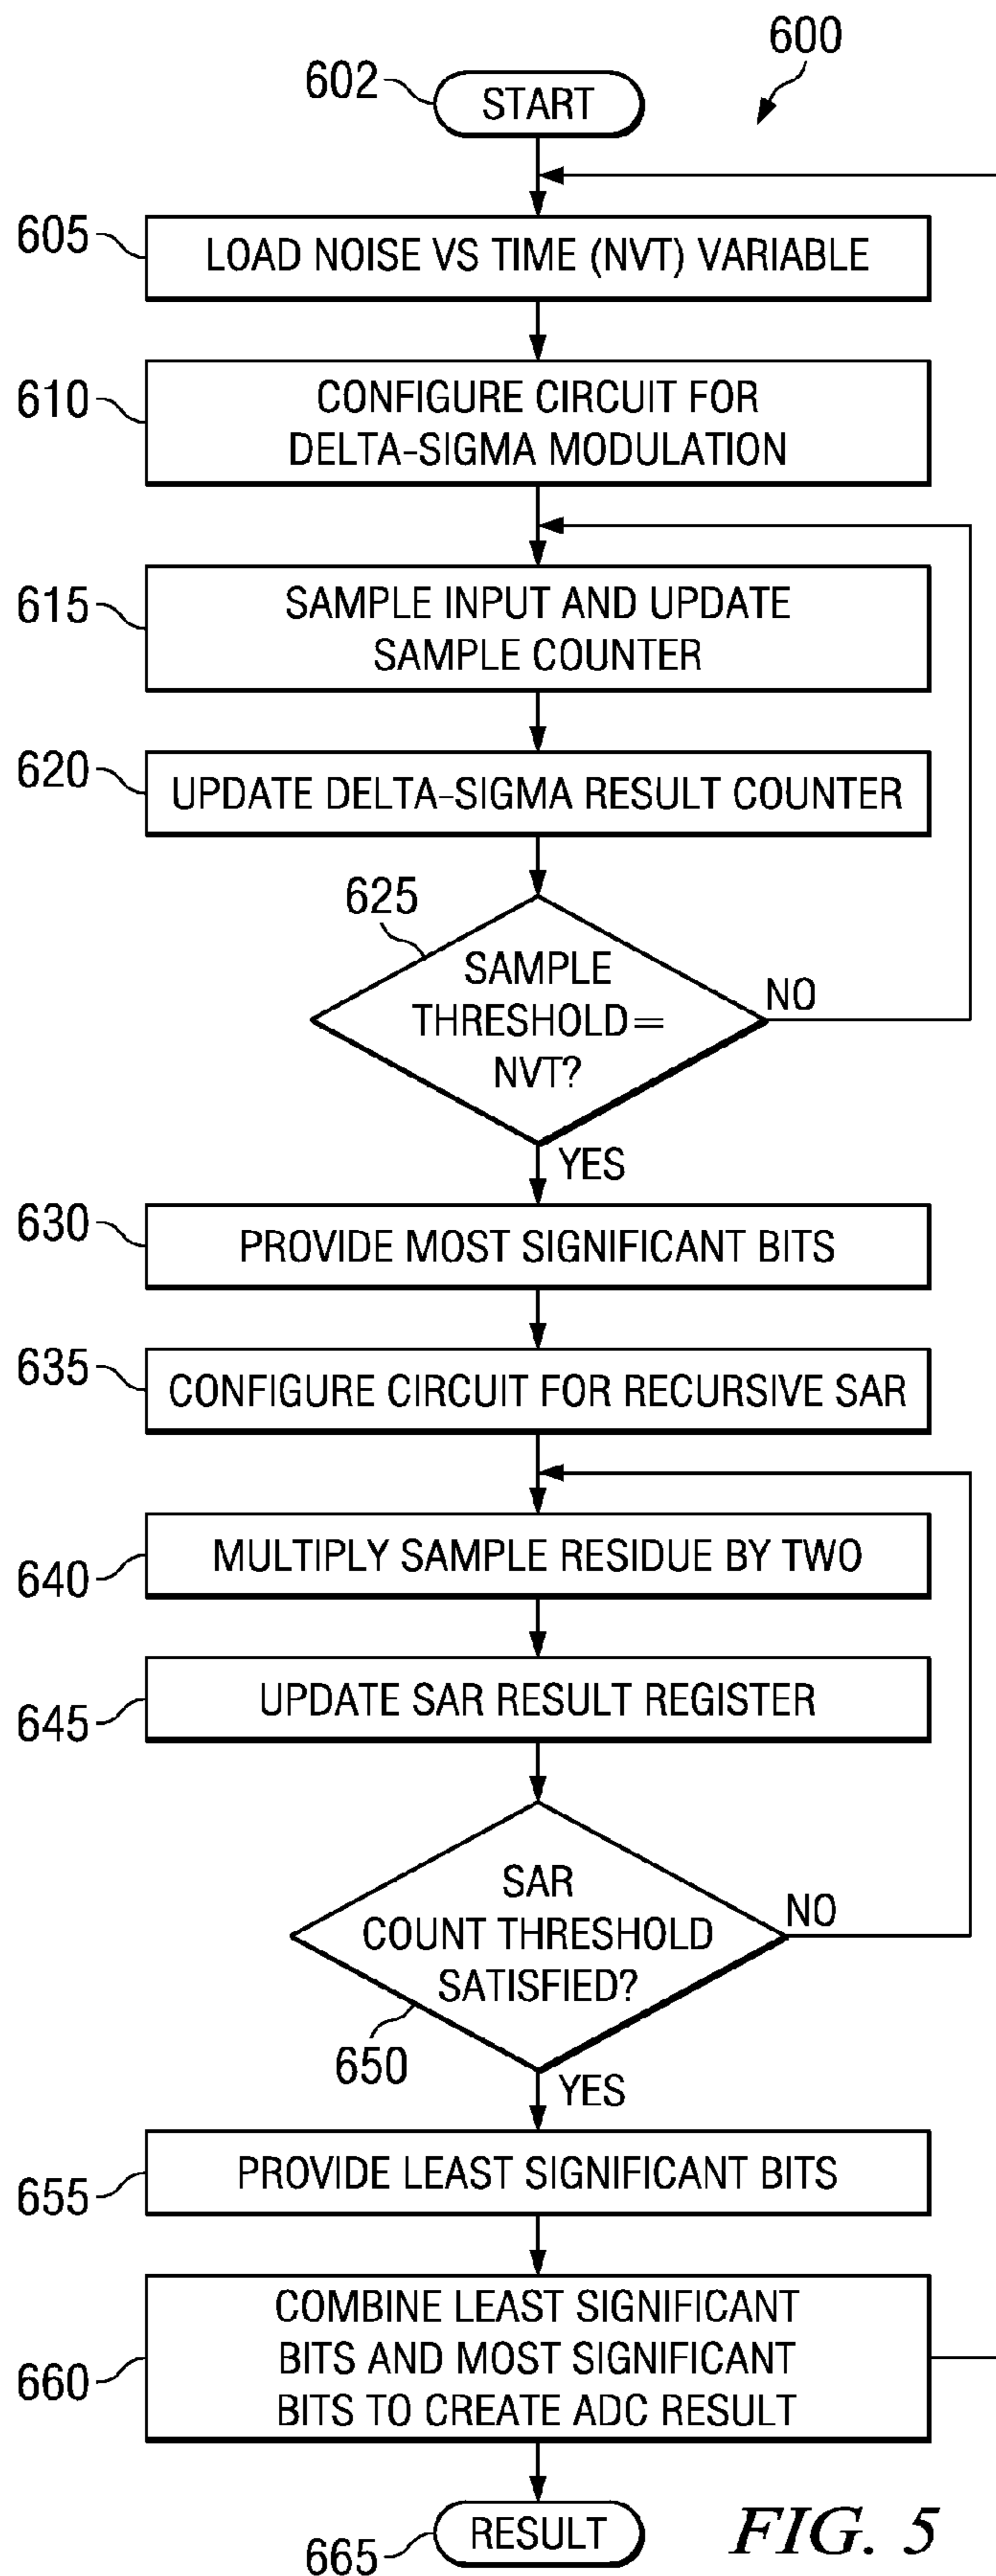 600
602
START
605
LOAD NOISE VS TIME (NVT) VARIABLE
610
CONFIGURE CIRCUIT FOR
DELTA-SIGMA MODULATION
615
SAMPLE INPUT AND UPDATE
SAMPLE COUNTER
620
UPDATE DELTA-SIGMA RESULT COUNTER
625
SAMPLE
THRESHOLD=
NVT?
NO
YES
630
PROVIDE MOST SIGNIFICANT BITS
635
CONFIGURE CIRCUIT FOR RECURSIVE SAR
640
MULTIPLY SAMPLE RESIDUE BY TWO
645
UPDATE SAR RESULT REGISTER
SAR
COUNT THRESHOLD
SATISFIED?
NO
650
YES
655
PROVIDE LEAST SIGNIFICANT BITS
660
COMBINE LEAST SIGNIFICANT
BITS AND MOST SIGNIFICANT
BITS TO CREATE ADC RESULT
665
RESULT
FIG. 5